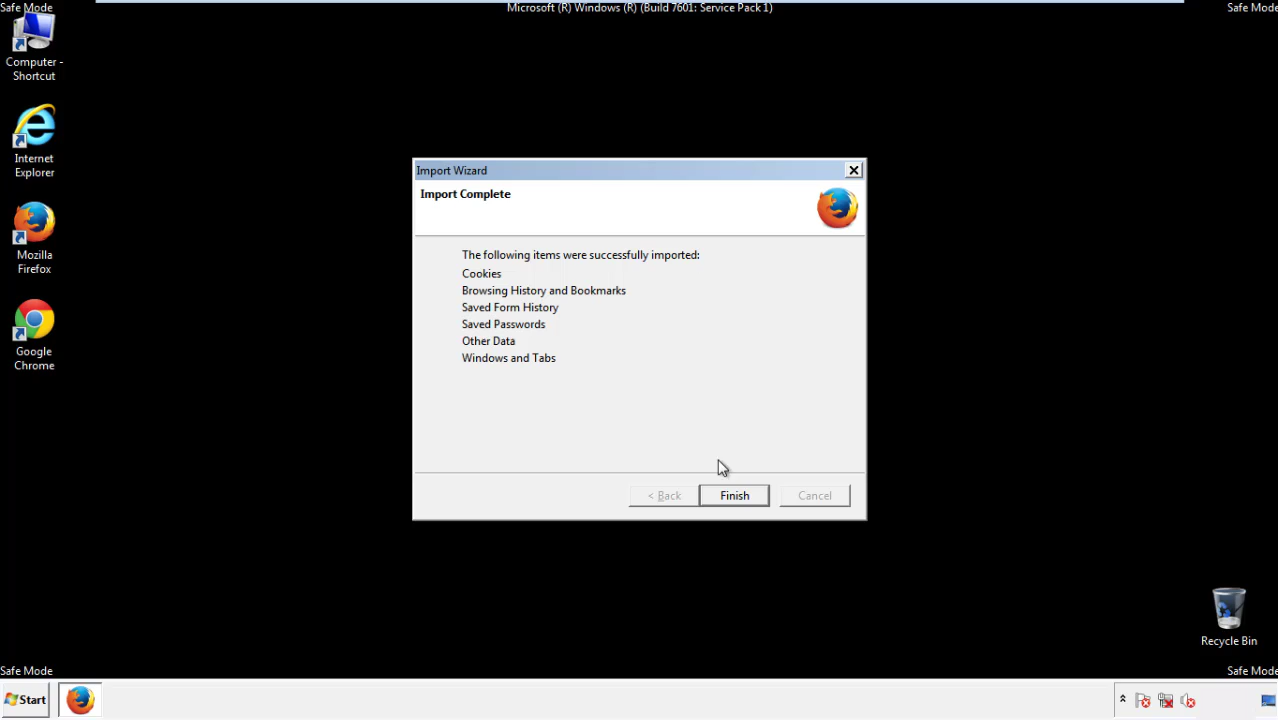 Safe Mode
Microsoft (R) Windows (R) (Build 7601: Service Pack 1)
Safe Mode
Computer -
Shortcut
Internet
Explorer
Mozilla
Firefox
Google
Chrome
Import Wizard
Import Complete
The following items were successfully imported:
Cookies
Browsing History and Bookmarks
Saved Form History
Saved Passwords
Other Data
Windows and Tabs
< Back
Finish
Cancel
Recycle Bin
Safe Mode
Safe Mode
Start